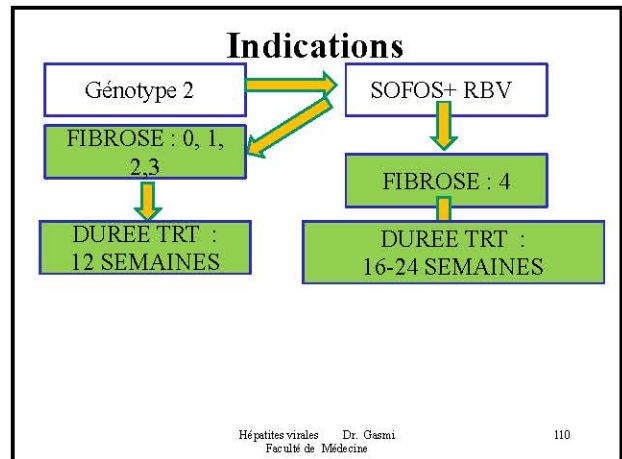 Indications
Génotype 2
SOFOS+ RBV
FIBROSE : 0, 1,
2,3
FIBROSE : 4
DUREE TRT :
12 SEMAINES
DUREE TRT :
16-24 SEMAINES
Hépatites virales Dr. Gasmi
Faculté de Médecine
110